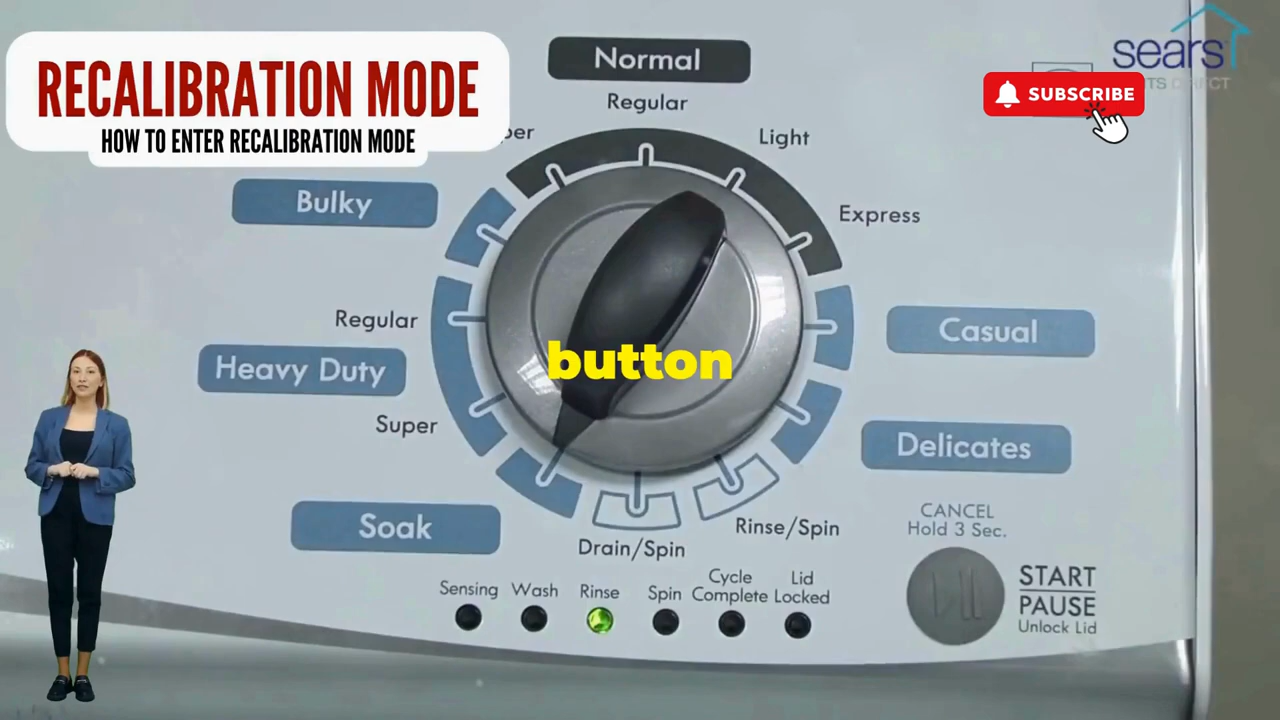 RECALIBRATION MODE
HOW TO ENTER RECALIBRATION MODE
Normal
Regular
sears
SUBSCRIBE
Light
Bulky
Express
Regular
Casual
button
Heavy Duty
Super
Delicates
Soak
Rinse/Spin
Drain/Spin
CANCEL
Hold 3 Sec.
Sensing
Wash
Rinse
Spin
Cycle
Complete
Lid
Locked
START
PAUSE
Unlock Lid